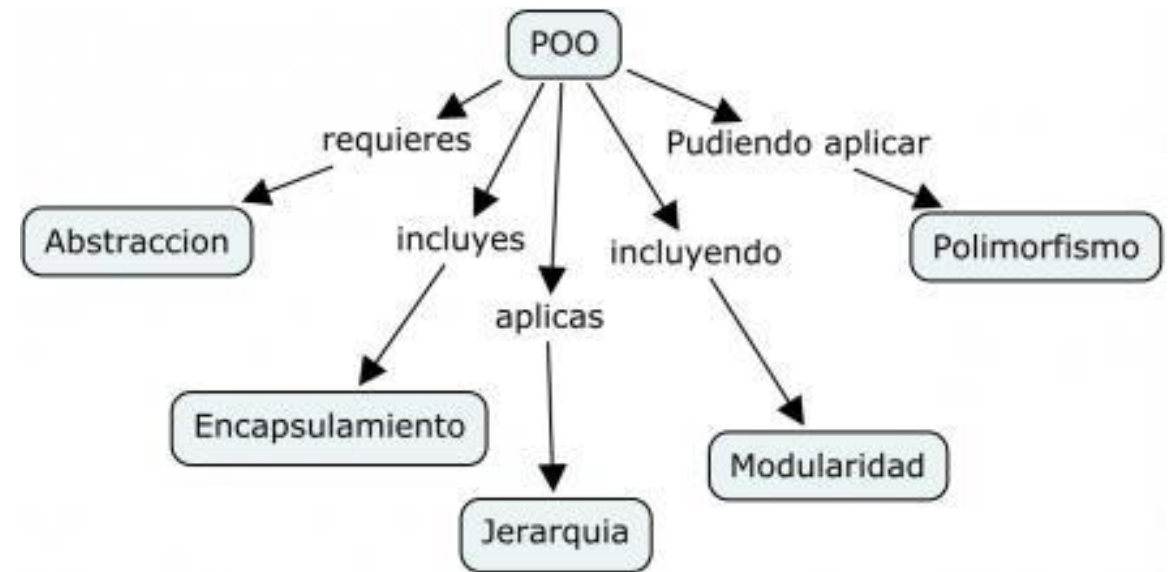 POO
requieres
Pudiendo aplicar
Abstraccion
incluyes
incluyendo
Polimorfismo
aplicas
Encapsulamiento
Modularidad
Jerarquia